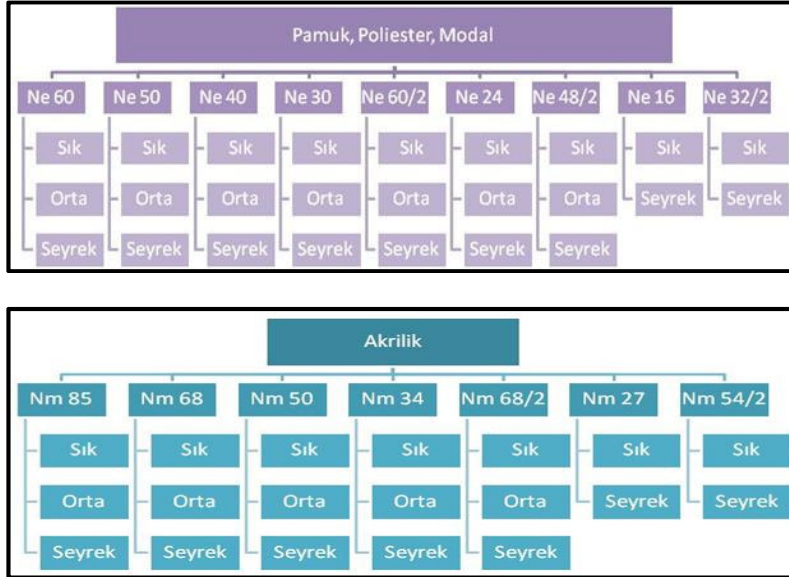 Pamuk, Poliester, Modal
Ne 60 Ne 50 Ne 40 Ne 30 Ne 60/2 Ne 24 Ne 48/2 Ne 16 Ne 32/2
Sık Sık Sık Sık Sık Sık Sık Sık Sık
Orta Orta Orta Orta Orta Orta Orta Seyrek Seyrek
Seyrek Seyrek Seyrek Seyrek Seyrek Seyrek Seyrek
Akrilik
Nm 85 Nm 68 Nm 50 Nm 34 Nm 68/2 Nm 27 Nm 54/2
Sık Sık Sık Sık Sık Sık Sık
Orta Orta Orta Orta Orta Seyrek Seyrek
Seyrek Seyrek Seyrek Seyrek Seyrek